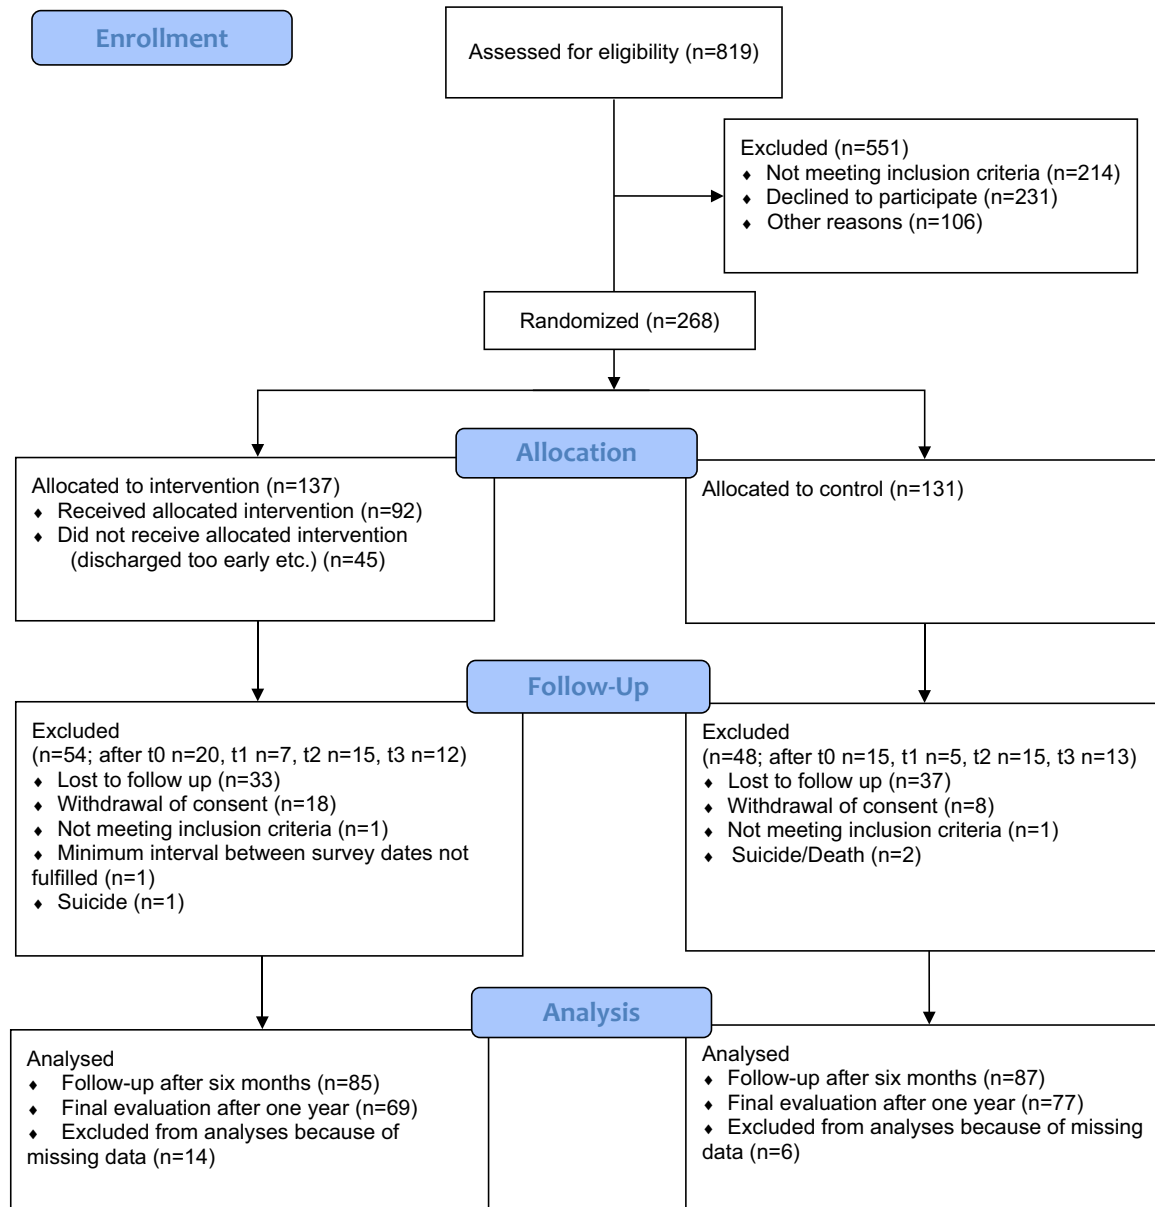 Enrollment
Assessed for eligibility (n=819)
Excluded (n=551)
♦ Not meeting inclusion criteria (n=214)
♦ Declined to participate (n=231)
♦ Other reasons (n=106)
Randomized (n=268)
Allocation
Allocated to intervention (n=137)
♦ Received allocated intervention (n=92)
♦ Did not receive allocated intervention
(discharged too early etc.) (n=45)
Allocated to control (n=131)
Follow-Up
Excluded
(n=54; after t0 n=20, t1 n=7, t2 n=15, t3 n=12)
♦ Lost to follow up (n=33)
♦ Withdrawal of consent (n=18)
♦ Not meeting inclusion criteria (n=1)
♦ Minimum interval between survey dates not
fulfilled (n=1)
♦ Suicide (n=1)
Excluded
(n=48; after t0 n=15, t1 n=5, t2 n=15, t3 n=13)
♦ Lost to follow up (n=37)
♦ Withdrawal of consent (n=8)
♦ Not meeting inclusion criteria (n=1)
♦ Suicide/Death (n=2)
Analysis
Analysed
♦ Follow-up after six months (n=85)
♦ Final evaluation after one year (n=69)
♦ Excluded from analyses because of
missing data (n=14)
Analysed
♦ Follow-up after six months (n=87)
♦ Final evaluation after one year (n=77)
♦ Excluded from analyses because of missing
data (n=6)